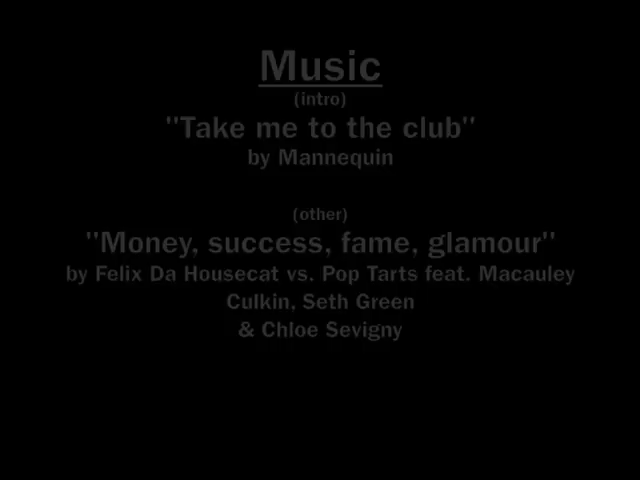 Music
(intro)
"Take me to the club"
by Mannequin
(other)
"Money, success, fame, glamour"
by Felix Da Housecat vs. Pop Tarts feat. Macauley
Culkin, Seth Green
& Chloe Sevigny